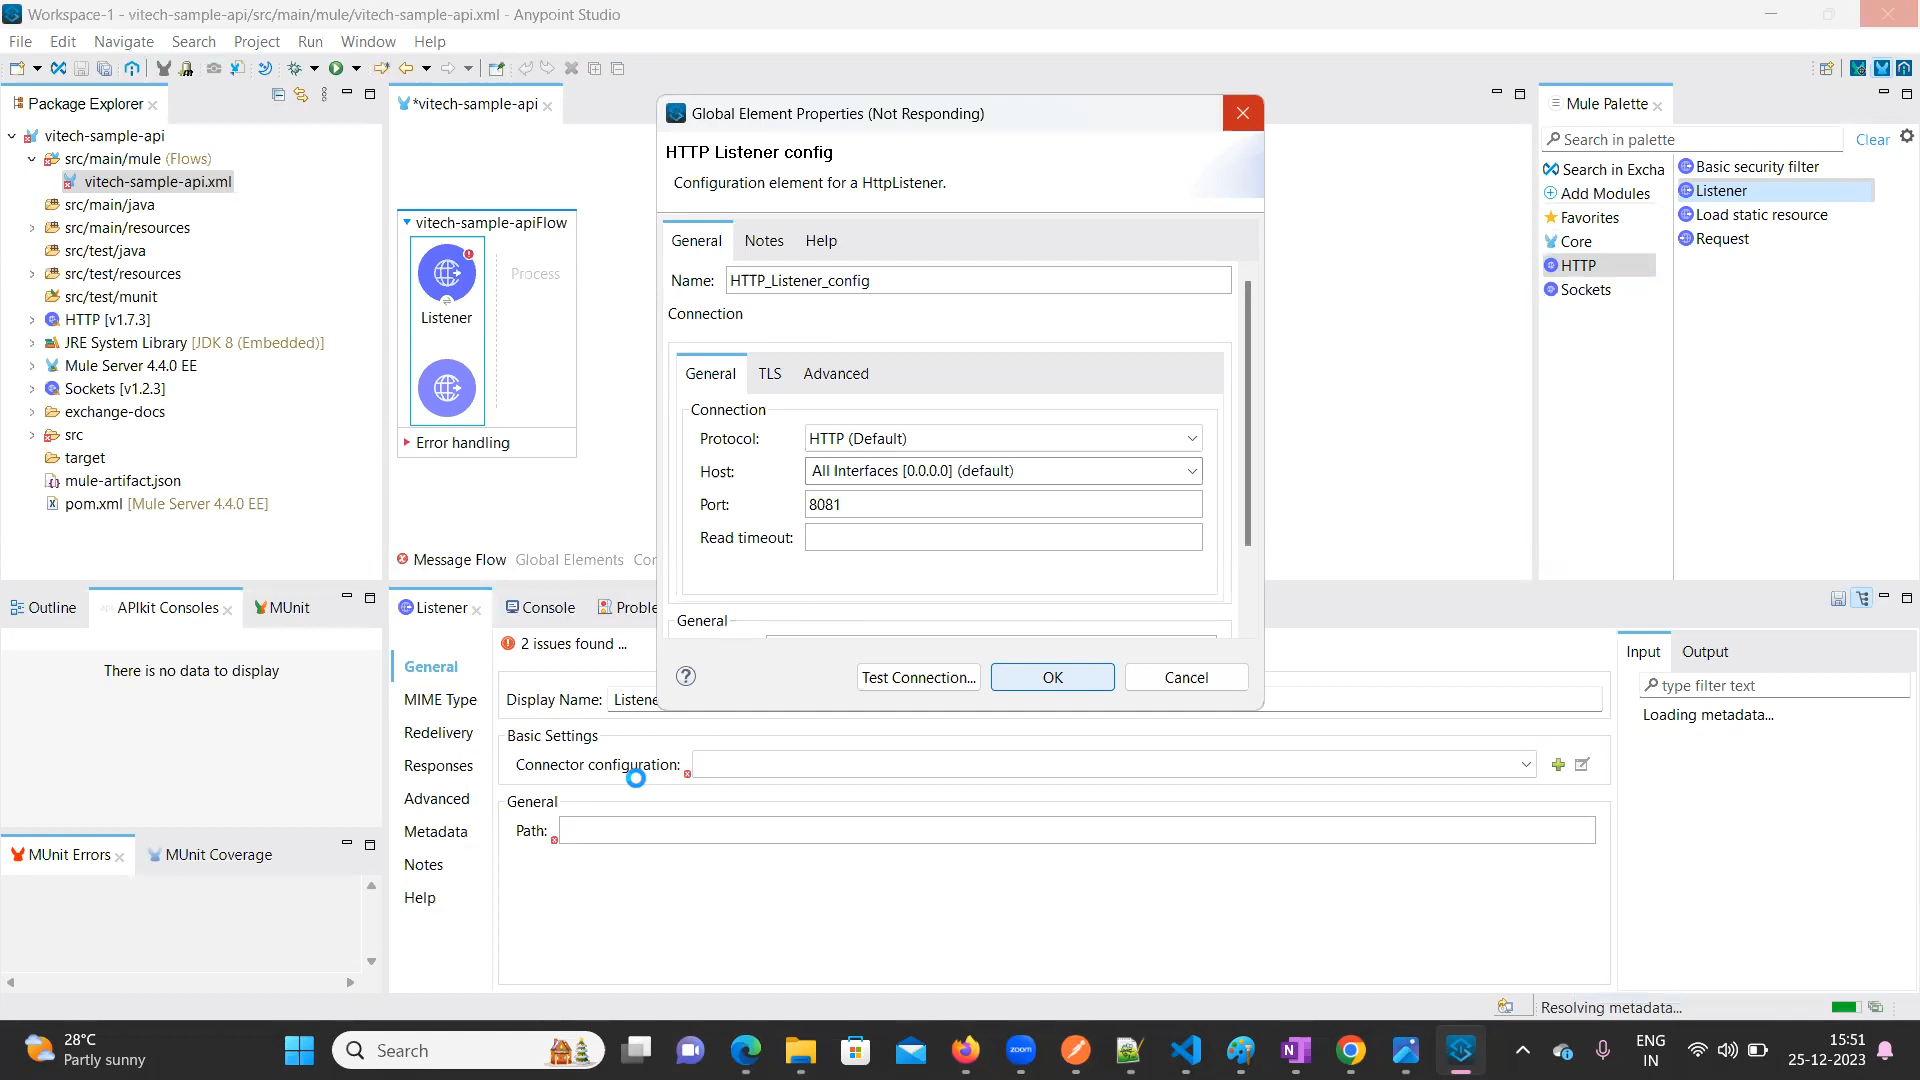 Workspace-1 - vitech-sample-api/src/main/mule/vitech-sample-api.xml - Anypoint Studio
File Edit Navigate Search Project Run Window Help
Package Explorer
vitech-sample-api
src/main/mule (Flows)
vitech-sample-api.xml
src/main/java
src/main/resources
src/test/java
src/test/resources
src/test/munit
HTTP [v1.7.3]
JRE System Library [JDK 8 (Embedded)]
Mule Server 4.4.0 EE
Sockets [v1.2.3]
exchange-docs
src
target
mule-artifact.json
pom.xml [Mule Server 4.4.0 EE]
*vitech-sample-api
vitech-sample-apiFlow
Listener
Process
Error handling
Message Flow Global Elements Con
Global Element Properties (Not Responding)
HTTP Listener config
Configuration element for a HttpListener.
General Notes Help
Name: HTTP_Listener_config
Connection
General TLS Advanced
Connection
Protocol: HTTP (Default)
Host: All Interfaces [0.0.0.0] (default)
Port: 8081
Read timeout:
General
Test Connection... OK Cancel
Mule Palette
Search in palette Clear
Search in Excha
Add Modules
Favorites
Core
HTTP
Sockets
Basic security filter
Listener
Load static resource
Request
Outline APIkit Consoles MUnit
There is no data to display
MUnit Errors MUnit Coverage
Listener Console Proble
2 issues found ...
General
MIME Type
Redelivery
Responses
Advanced
Metadata
Notes
Help
Display Name: Listene
Basic Settings
Connector configuration:
General
Path:
Input Output
type filter text
Loading metadata...
Resolving metadata...
28°C
Partly sunny
Search
zoom
ENG
IN
15:51
25-12-2023